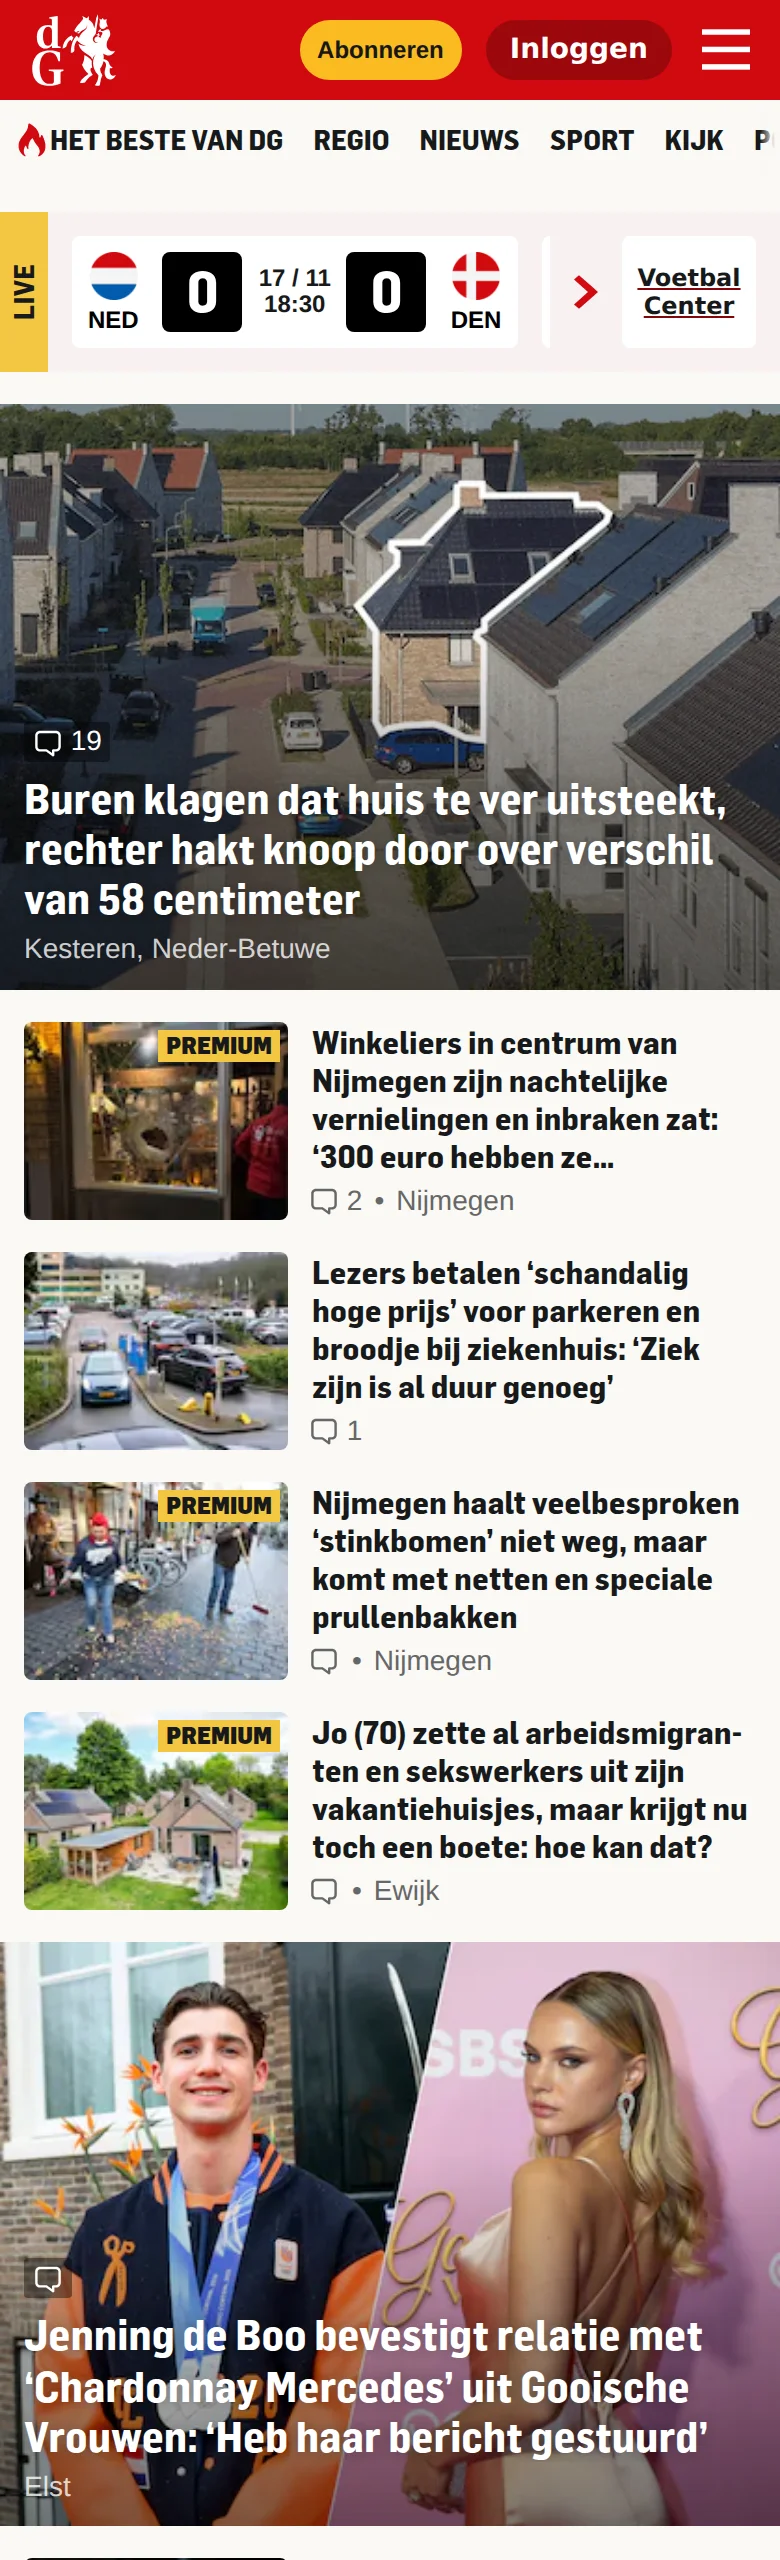 dG
Abonneren
Inloggen
HET BESTE VAN DG REGIO NIEUWS SPORT KIJK
LIVE
NED 0 17 / 11 18:30 0 DEN
Voetbal
Center
19
Buren klagen dat huis te ver uitsteekt,
rechter hakt knoop door over verschil
van 58 centimeter
Kesteren, Neder-Betuwe
PREMIUM
Winkeliers in centrum van
Nijmegen zijn nachtelijke
vernielingen en inbraken zat:
‘300 euro hebben ze...
2 • Nijmegen
Lezers betalen ‘schandalig
hoge prijs’ voor parkeren en
broodje bij ziekenhuis: ‘Ziek
zijn is al duur genoeg’
1
PREMIUM
Nijmegen haalt veelbesproken
‘stinkbomen’ niet weg, maar
komt met netten en speciale
prullenbakken
• Nijmegen
PREMIUM
Jo (70) zette al arbeidsmigran-
ten en sekswerkers uit zijn
vakantiehuisjes, maar krijgt nu
toch een boete: hoe kan dat?
• Ewijk
SBS
Jenning de Boo bevestigt relatie met
‘Chardonnay Mercedes’ uit Gooische
Vrouwen: ‘Heb haar bericht gestuurd’
Elst